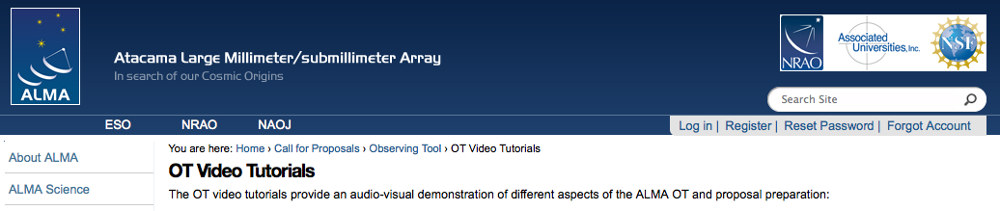 ALMA
Atacama Large Millimeter/submillimeter Array
In search of our Cosmic Origins
NRAO
Associated
Universities, Inc.
NSF
Search Site
ESO NRAO NAOJ
Log in | Register | Reset Password | Forgot Account
About ALMA
ALMA Science
You are here: Home › Call for Proposals › Observing Tool › OT Video Tutorials
OT Video Tutorials
The OT video tutorials provide an audio-visual demonstration of different aspects of the ALMA OT and proposal preparation: